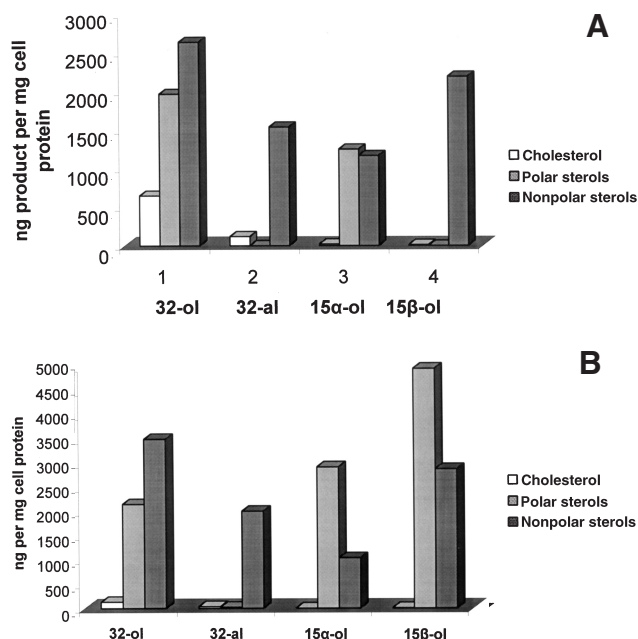 A
ng product per mg cell
protein
3000
2500
2000
1500
1000
500
0
1 2 3 4
32-ol 32-al 15α-ol 15β-ol
Cholesterol
Polar sterols
Nonpolar sterols
B
ng per mg cell protein
5000
4500
4000
3500
3000
2500
2000
1500
1000
500
0
32-ol 32-al 15α-ol 15β-ol
Cholesterol
Polar sterols
Nonpolar sterols